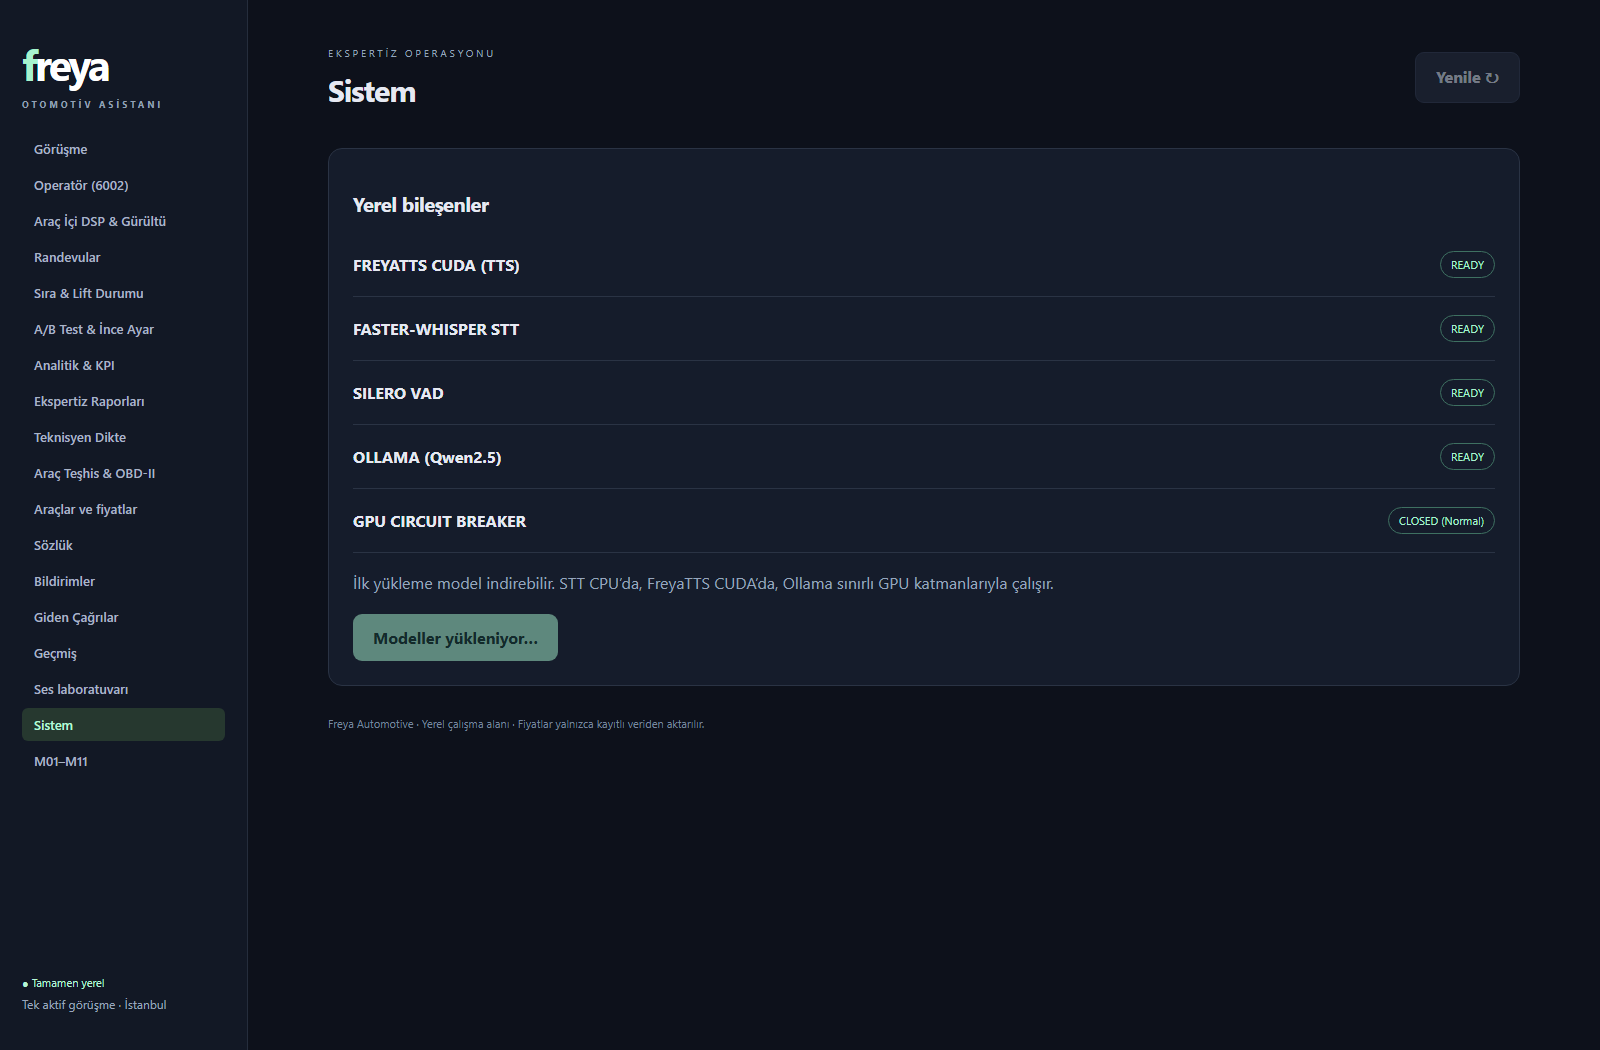 freya
OTOMOTİV ASİSTANI
Görüşme
Operatör (6002)
Araç İçi DSP & Gürültü
Randevular
Sıra & Lift Durumu
A/B Test & İnce Ayar
Analitik & KPI
Ekspertiz Raporları
Teknisyen Dikte
Araç Teşhis & OBD-II
Araçlar ve fiyatlar
Sözlük
Bildirimler
Giden Çağrılar
Geçmiş
Ses laboratuvarı
Sistem
M01–M11
● Tamamen yerel
Tek aktif görüşme · İstanbul
EKSPERTİZ OPERASYONU
Sistem
Yenile ↻
Yerel bileşenler
FREYATTS CUDA (TTS) READY
FASTER-WHISPER STT READY
SILERO VAD READY
OLLAMA (Qwen2.5) READY
GPU CIRCUIT BREAKER CLOSED (Normal)
İlk yükleme model indirebilir. STT CPU’da, FreyaTTS CUDA’da, Ollama sınırlı GPU katmanlarıyla çalışır.
Modeller yükleniyor...
Freya Automotive · Yerel çalışma alanı · Fiyatlar yalnızca kayıtlı veriden aktarılır.